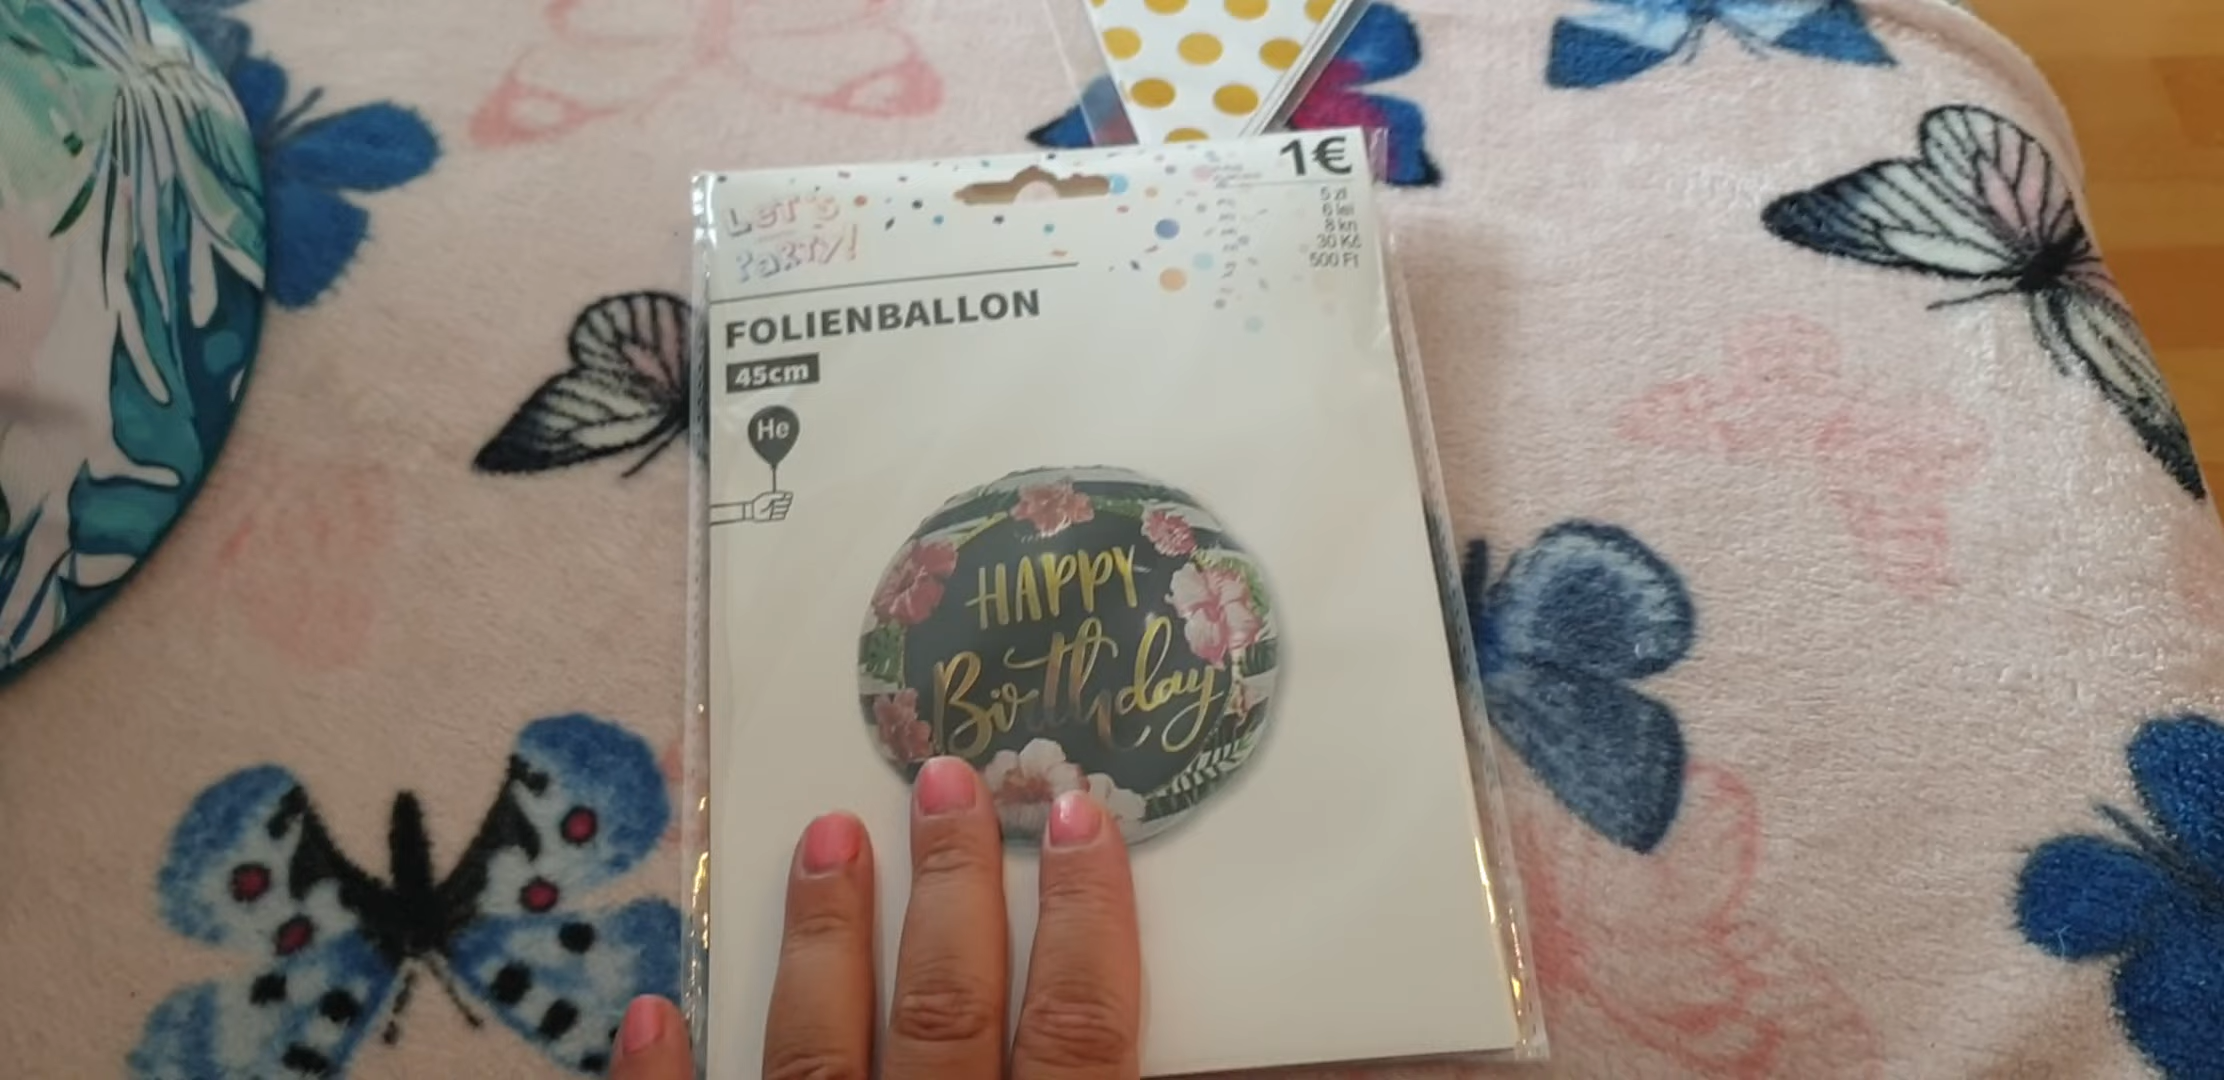 1€
5 zł
6 lei
8 kn
30 Kč
500 Ft
LET'S
PARTY!
FOLIENBALLON
45cm
He
HAPPY
Birthday